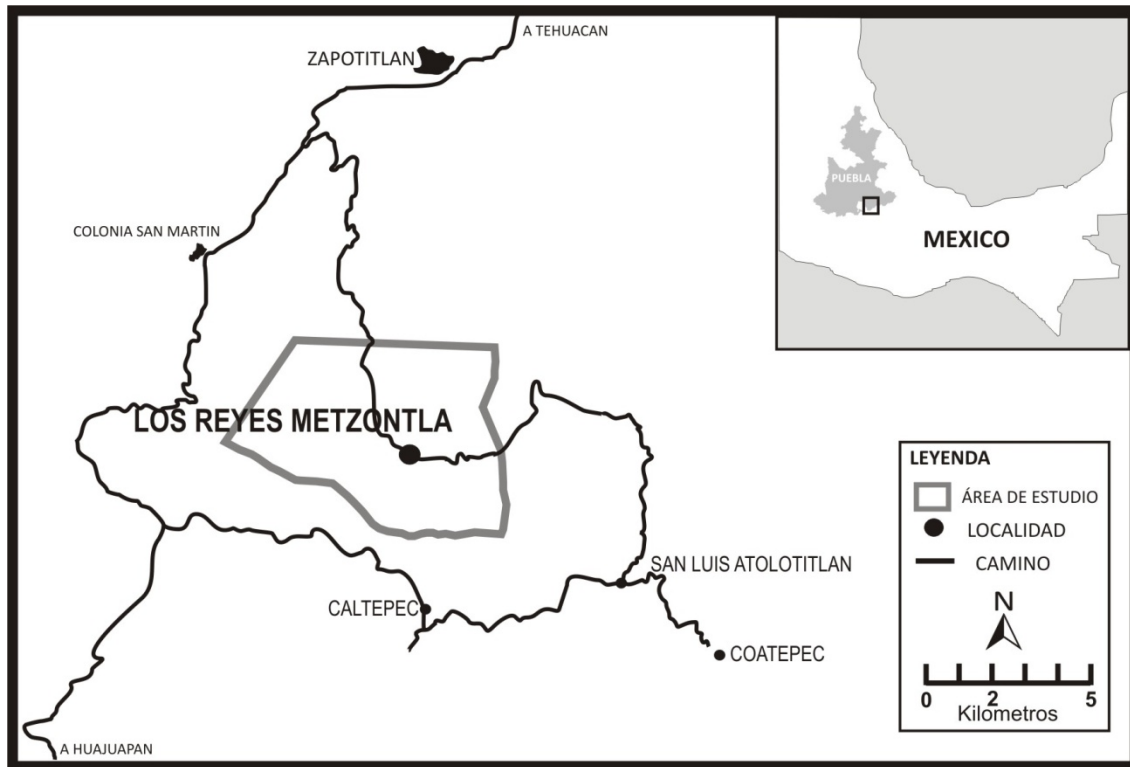 A TEHUACAN
ZAPOTITLAN
COLONIA SAN MARTIN
LOS REYES METZONTLA
SAN LUIS ATOLOTITLAN
CALTEPEC
COATEPEC
A HUAJUAPAN
PUEBLA
MEXICO
LEYENDA
ÁREA DE ESTUDIO
LOCALIDAD
CAMINO
N
0 2 5
Kilometros